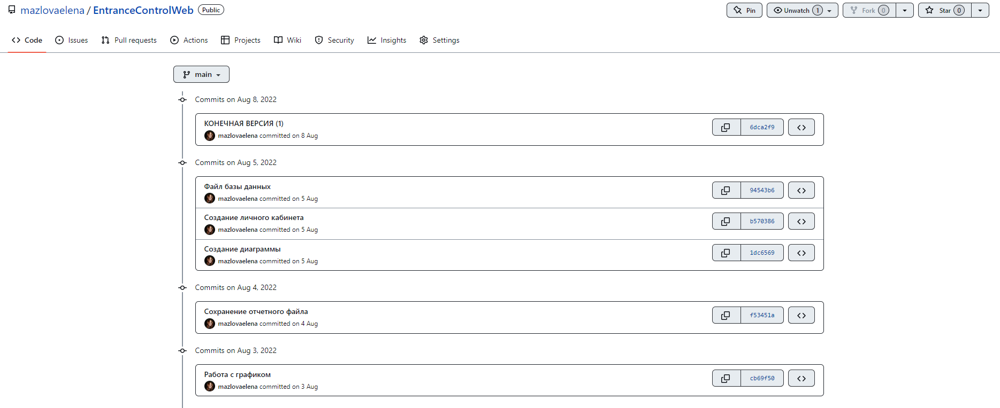 mazlovaelena / EntranceControlWeb Public
Pin Unwatch 1 Fork 0 Star 0
Code Issues Pull requests Actions Projects Wiki Security Insights Settings
main
Commits on Aug 8, 2022
КОНЕЧНАЯ ВЕРСИЯ (1)
6dca2f9
mazlovaelena committed on 8 Aug
Commits on Aug 5, 2022
Файл базы данных
94543b6
mazlovaelena committed on 5 Aug
Создание личного кабинета
b570386
mazlovaelena committed on 5 Aug
Создание диаграммы
1dc6569
mazlovaelena committed on 5 Aug
Commits on Aug 4, 2022
Сохранение отчетного файла
f53451a
mazlovaelena committed on 4 Aug
Commits on Aug 3, 2022
Работа с графиком
cb69f50
mazlovaelena committed on 3 Aug